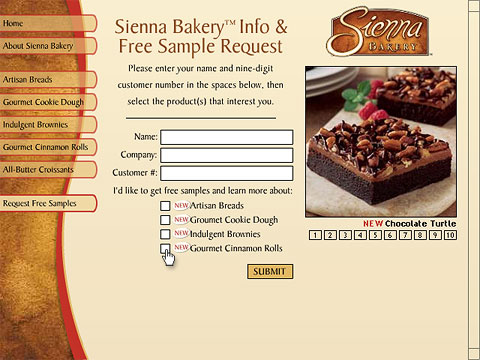 Home
About Sienna Bakery
Artisan Breads
Gourmet Cookie Dough
Indulgent Brownies
Gourmet Cinnamon Rolls
All-Butter Croissants
Request Free Samples
Sienna Bakery™ Info &
Free Sample Request
Please enter your name and nine-digit
customer number in the spaces below, then
select the product(s) that interest you.
Name:
Company:
Customer #:
I'd like to get free samples and learn more about:
NEW Artisan Breads
NEW Groumet Cookie Dough
NEW Indulgent Brownies
NEW Gourmet Cinnamon Rolls
SUBMIT
Sienna
BAKERY
NEW Chocolate Turtle
1 2 3 4 5 6 7 8 9 10